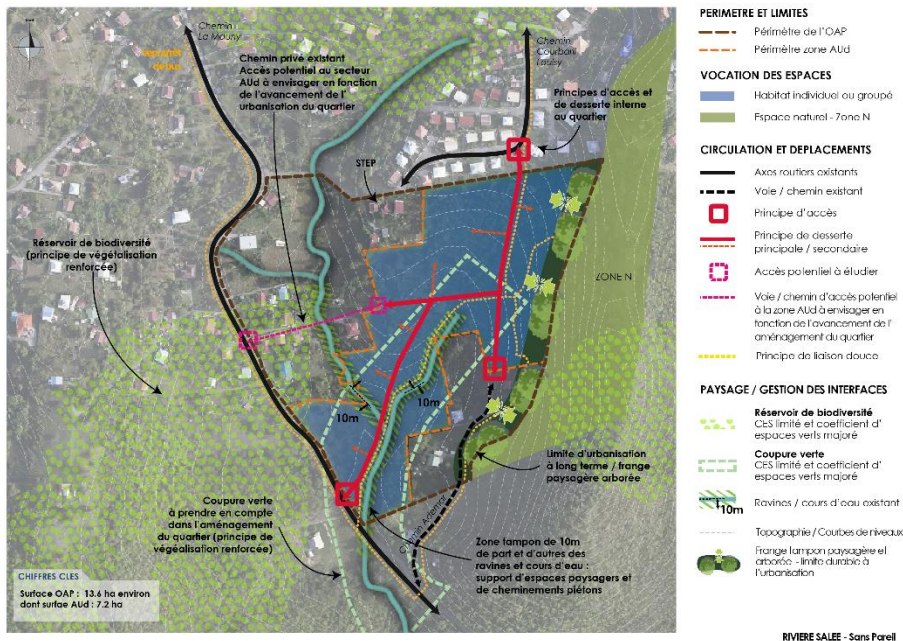 Chemin
La Mauny
Chemin
Courbaril
Lavisy
Chemin privé existant
Accès potentiel au secteur
AUd à envisager en fonction
de l'avancement de l'
urbanisation du quartier
Principes d'accès et
de desserte interne
au quartier
STEP
Réservoir de biodiversité
(principe de végétalisation
renforcée)
ZONE N
10m
10m
Limite d'urbanisation
à long terme / frange
paysagère arborée
Coupure verte
à prendre en compte
dans l'aménagement
du quartier (principe de
végéalisation renforcée)
Zone tampon de 10m
de part et d'autres des
ravines et cours d'eau :
support d'espaces paysagers et
de cheminements piétons
CHIFFRES CLES
Surface OAP : 13.6 ha environ
dont surfae AUd : 7.2 ha
PERIMETRE ET LIMITES
Périmètre de l'OAP
Périmètre zone AUd
VOCATION DES ESPACES
Habitat individuel ou groupé
Espace naturel - Zone N
CIRCULATION ET DEPLACEMENTS
Axes routiers existants
Voie / chemin existant
Principe d'accès
Principe de desserte
principale / secondaire
Accès potentiel à éludier
Voie / chemin d'accès potentiel
à la zone AUd à envisager en
fonction de l'avancement de l'
aménagement du quartier
Principe de liaison douce
PAYSAGE / GESTION DES INTERFACES
Réservoir de biodiversité
CES limité et coefficient d'
espaces verts majoré
Coupure verte
CES limité et coefficient d'
espaces verts majoré
Ravines / cours d'eau existant
10m
Topographie / Courbes de niveaux
Frange tampon paysagère et
arborée - limite durable à
l'urbanisation
RIVIERE SALEE - Sans Pareil